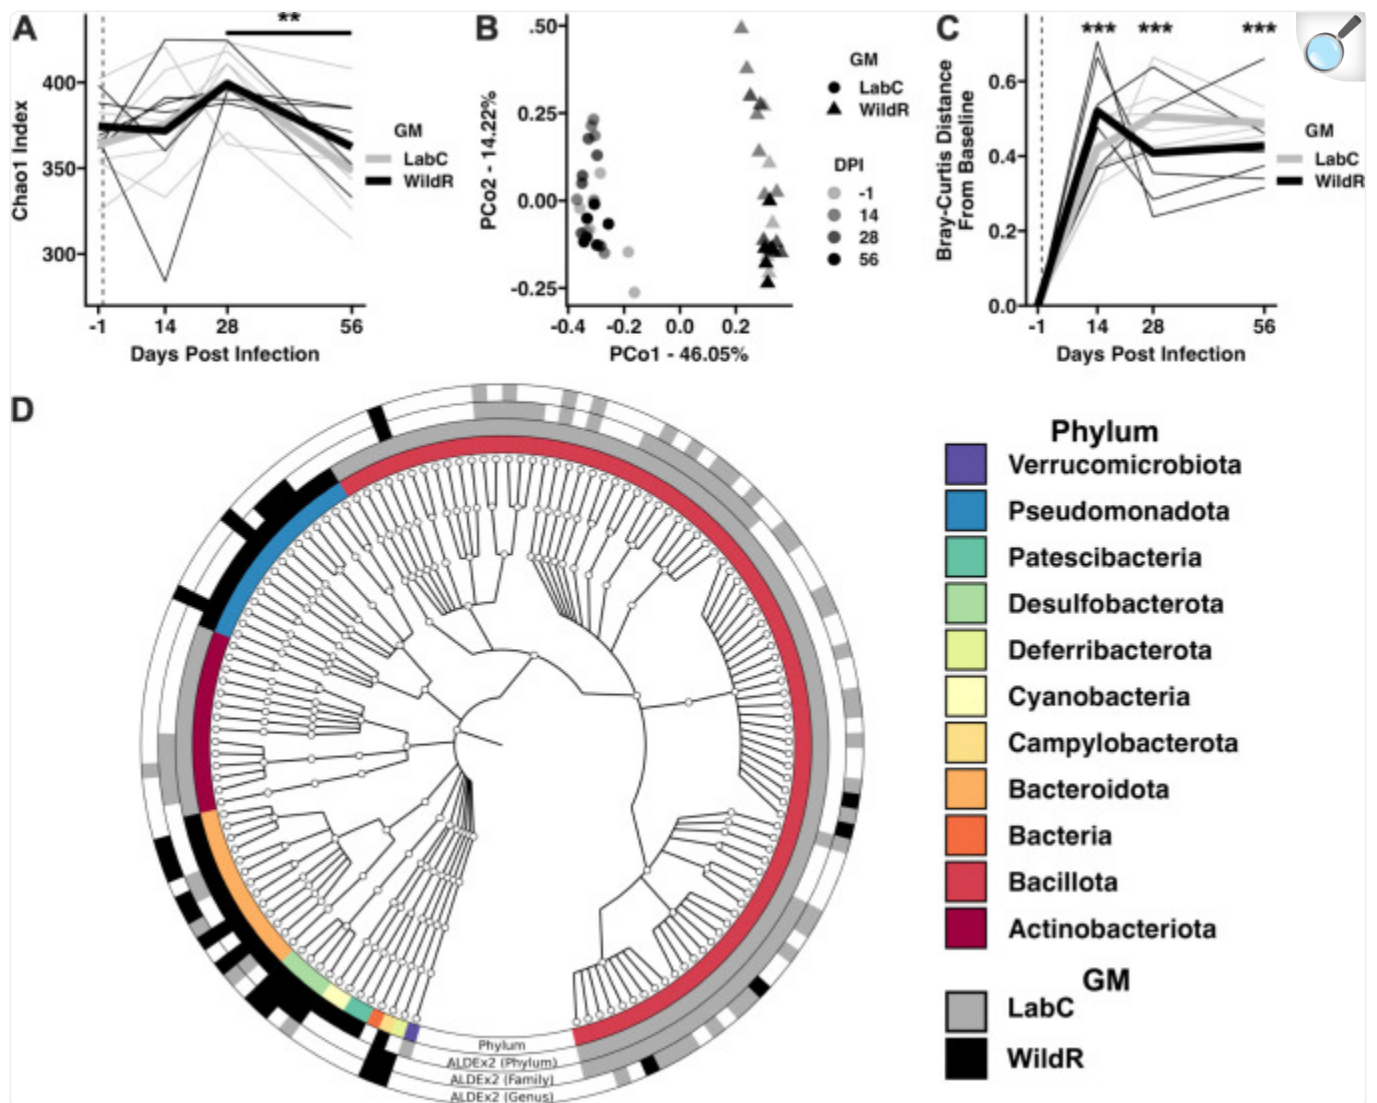 A
**
Chao1 Index
400
350
300
-1 14 28 56
Days Post Infection
GM
LabC
WildR
B
PCo2 - 14.22%
.50
0.25
0.00
-0.25
-0.4 -0.2 0.0 0.2
PCo1 - 46.05%
GM
LabC
WildR
DPI
-1
14
28
56
C
*** *** ***
Bray-Curtis Distance
From Baseline
0.6
0.4
0.2
0.0
-1 14 28 56
Days Post Infection
GM
LabC
WildR
D
Phylum
ALDEx2 (Phylum)
ALDEx2 (Family)
ALDEx2 (Genus)
Phylum
Verrucomicrobiota
Pseudomonadota
Patescibacteria
Desulfobacterota
Deferribacterota
Cyanobacteria
Campylobacterota
Bacteroidota
Bacteria
Bacillota
Actinobacteriota
GM
LabC
WildR